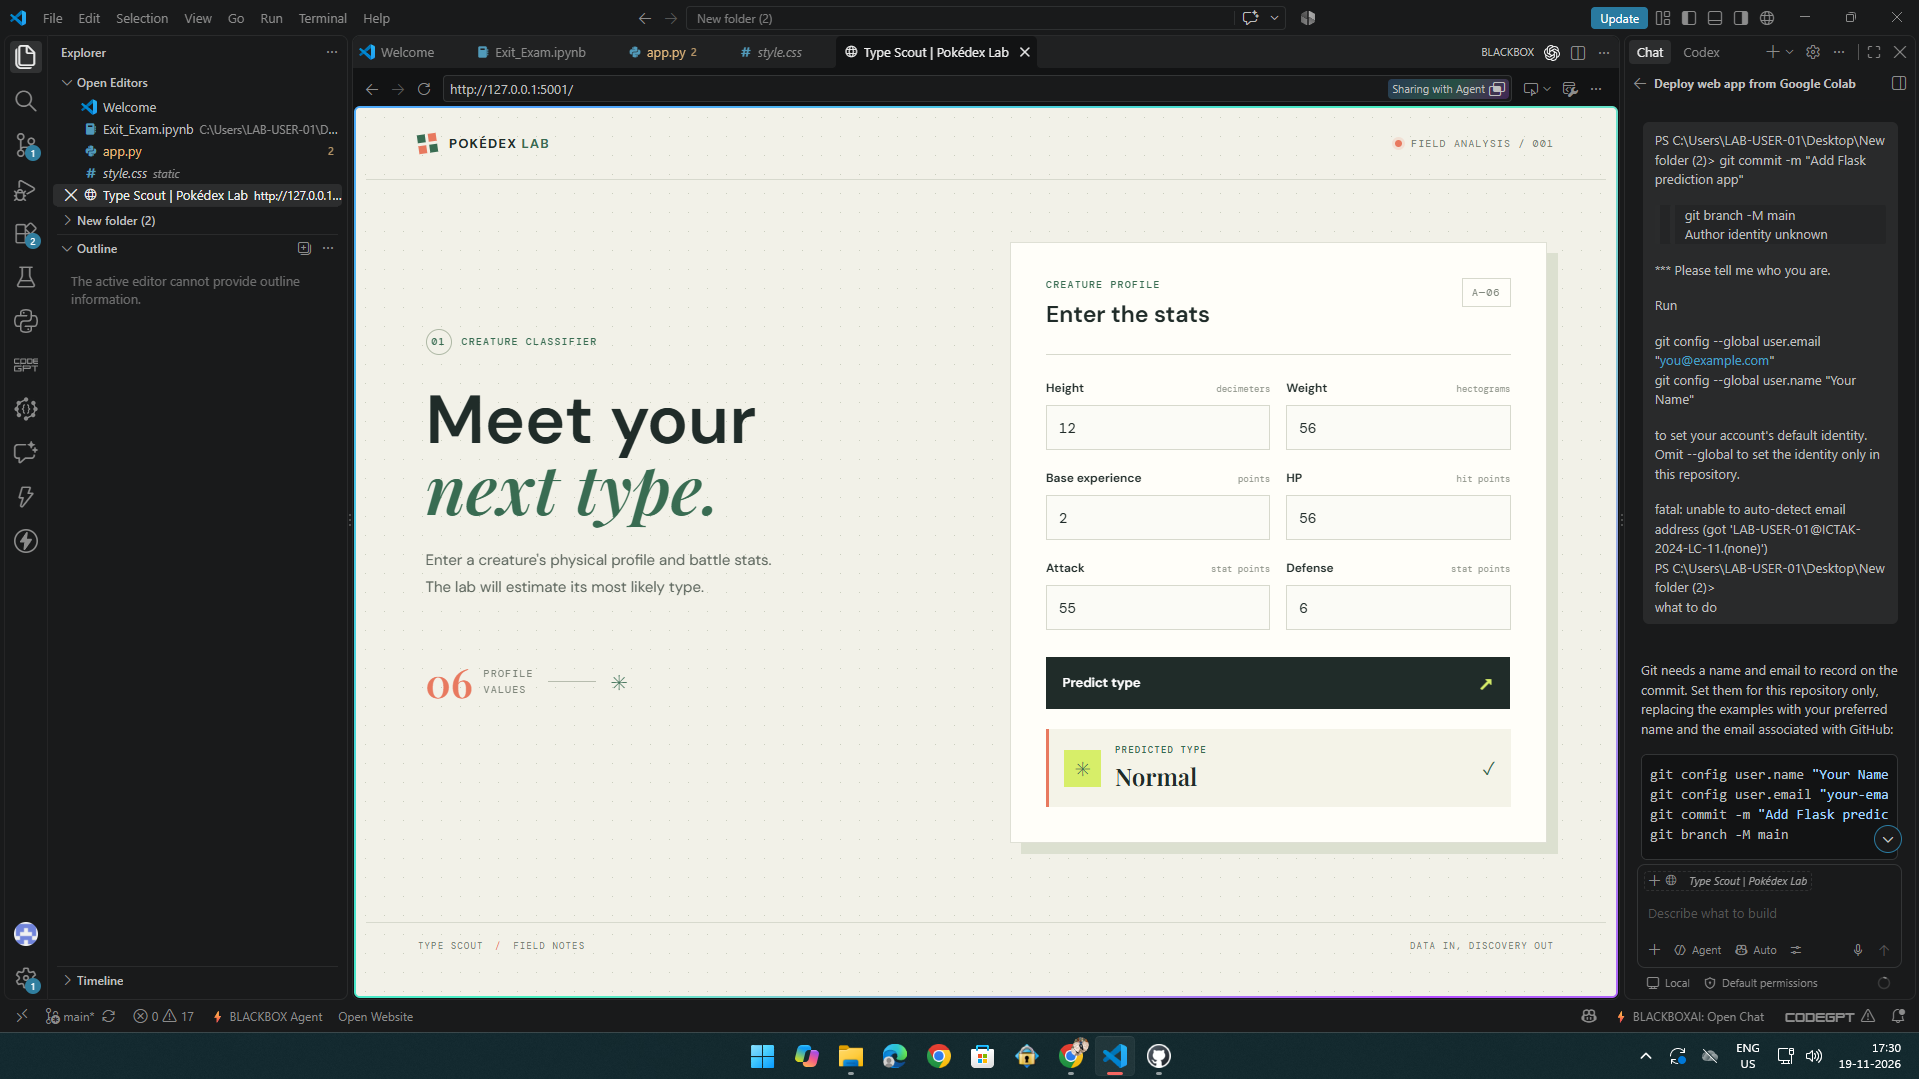 File Edit Selection View Go Run Terminal Help
New folder (2)
Update
Explorer
Open Editors
Welcome
Exit_Exam.ipynb C:\Users\LAB-USER-01\D...
app.py 2
style.css static
Type Scout | Pokédex Lab http://127.0.0.1...
New folder (2)
Outline
The active editor cannot provide outline
information.
Timeline
1
2
CODE
GPT
1
Welcome
Exit_Exam.ipynb
app.py 2
style.css
Type Scout | Pokédex Lab
BLACKBOX
http://127.0.0.1:5001/
Sharing with Agent
POKÉDEX LAB
FIELD ANALYSIS / 001
01 CREATURE CLASSIFIER
Meet your
next type.
Enter a creature's physical profile and battle stats.
The lab will estimate its most likely type.
06 PROFILE
VALUES
CREATURE PROFILE
Enter the stats
A—06
Height decimeters
12
Weight hectograms
56
Base experience points
2
HP hit points
56
Attack stat points
55
Defense stat points
6
Predict type
PREDICTED TYPE
Normal
TYPE SCOUT / FIELD NOTES
DATA IN, DISCOVERY OUT
Chat Codex
Deploy web app from Google Colab
PS C:\Users\LAB-USER-01\Desktop\New
folder (2)> git commit -m "Add Flask
prediction app"
git branch -M main
Author identity unknown
*** Please tell me who you are.
Run
git config --global user.email
"you@example.com"
git config --global user.name "Your
Name"
to set your account's default identity.
Omit --global to set the identity only in
this repository.
fatal: unable to auto-detect email
address (got 'LAB-USER-01@ICTAK-
2024-LC-11.(none)')
PS C:\Users\LAB-USER-01\Desktop\New
folder (2)>
what to do
Git needs a name and email to record on the
commit. Set them for this repository only,
replacing the examples with your preferred
name and the email associated with GitHub:
git config user.name "Your Name
git config user.email "your-ema
git commit -m "Add Flask predic
git branch -M main
Type Scout | Pokédex Lab
Describe what to build
Agent Auto
Local Default permissions
main* 0 17 BLACKBOX Agent Open Website
BLACKBOXAI: Open Chat CODEGPT
ENG
US
17:30
19-11-2026